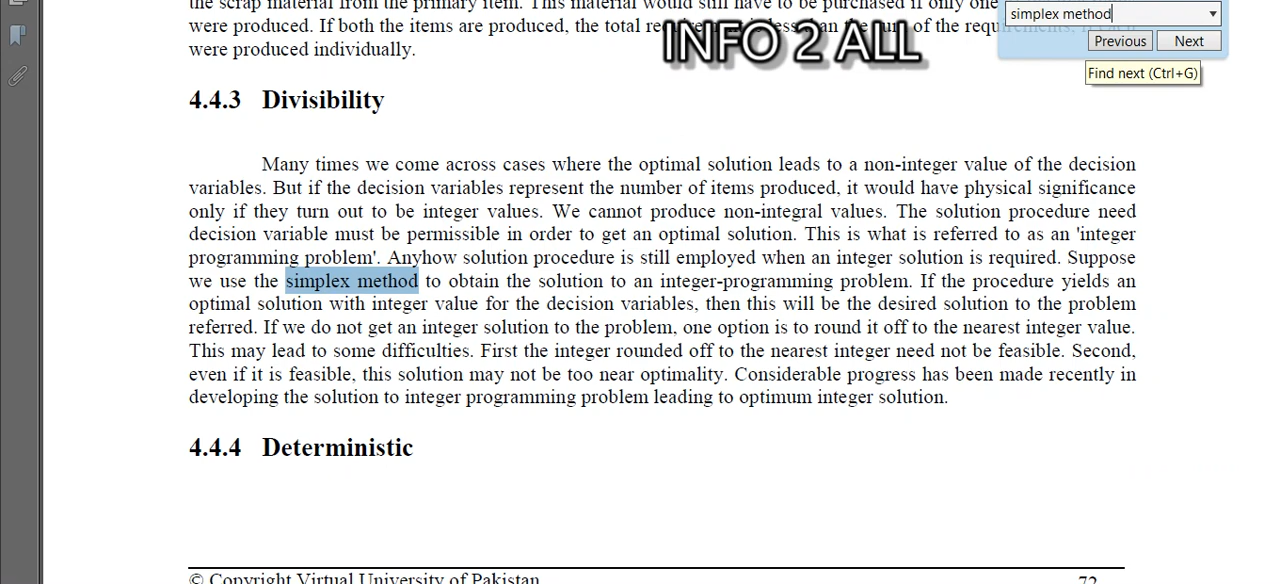 the scrap material from the primary item. This material would still have to be purchased if only one
simplex method
were produced. If both the items are produced, the total
INFO 2 ALL
of the
Previous
Next
were produced individually.
Find next (Ctrl+G)
4.4.3 Divisibility
Many times we come across cases where the optimal solution leads to a non-integer value of the decision
variables. But if the decision variables represent the number of items produced, it would have physical significance
only if they turn out to be integer values. We cannot produce non-integral values. The solution procedure need
decision variable must be permissible in order to get an optimal solution. This is what is referred to as an 'integer
programming problem'. Anyhow solution procedure is still employed when an integer solution is required. Suppose
we use the simplex method to obtain the solution to an integer-programming problem. If the procedure yields an
optimal solution with integer value for the decision variables, then this will be the desired solution to the problem
referred. If we do not get an integer solution to the problem, one option is to round it off to the nearest integer value.
This may lead to some difficulties. First the integer rounded off to the nearest integer need not be feasible. Second,
even if it is feasible, this solution may not be too near optimality. Considerable progress has been made recently in
developing the solution to integer programming problem leading to optimum integer solution.
4.4.4 Deterministic
© Copyright Virtual University of Pakistan 72